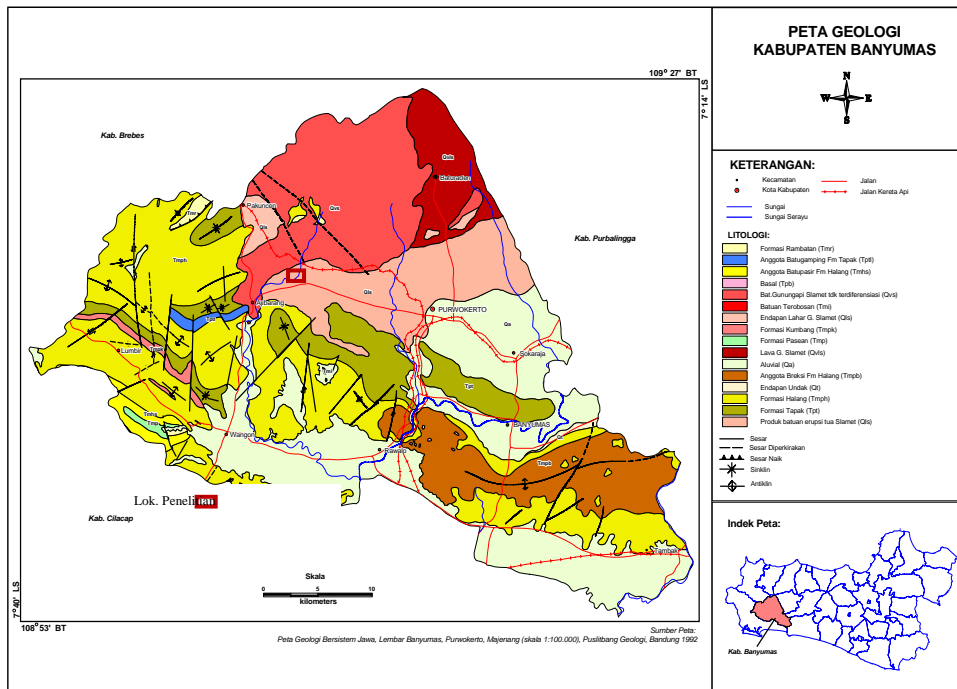 PETA GEOLOGI
KABUPATEN BANYUMAS
N
W E
S
KETERANGAN:
Kecamatan
Kota Kabupaten
Jalan
Jalan Kereta Api
Sungai
Sungai Serayu
LITOLOGI:
Formasi Rambatan (Tmr)
Anggota Batugamping Fm Tapak (Tptl)
Anggota Batupasir Fm Halang (Tmhs)
Basal (Tpb)
Bat.Gunungapi Slamet tdk terdiferensiasi (Qvs)
Batuan Terobosan (Tmi)
Endapan Lahar G. Slamet (Qls)
Formasi Kumbang (Tmpk)
Formasi Pasean (Tmp)
Lava G. Slamet (Qvls)
Aluvial (Qa)
Anggota Breksi Fm Halang (Tmpb)
Endapan Undak (Qt)
Formasi Halang (Tmph)
Formasi Tapak (Tpt)
Produk batuan erupsi tua Slamet (Qls)
Sesar
Sesar Diperkirakan
Sesar Naik
Sinklin
Antiklin
Indek Peta:
Kab. Banyumas
109° 27' BT
7° 14' LS
Kab. Brebes
Qvls
Baturaden
Pakuncen
Qvs
Qls
Tmr
Kab. Purbalingga
Tmph
Qls
Ajibarang
PURWOKERTO
Qa
Lumbir
Tmpk
Sokaraja
Tmi
Tpt
Tmhs
Tmp
Wangon
BANYUMAS
Rawalo
Tmpb
Lok. Penelitian
Kab. Cilacap
Tambak
Skala
0 5 10
kilometers
7° 40' LS
108° 53' BT
Sumber Peta:
Peta Geologi Bersistem Jawa, Lembar Banyumas, Purwokerto, Majenang (skala 1:100.000), Puslitbang Geologi, Bandung 1992